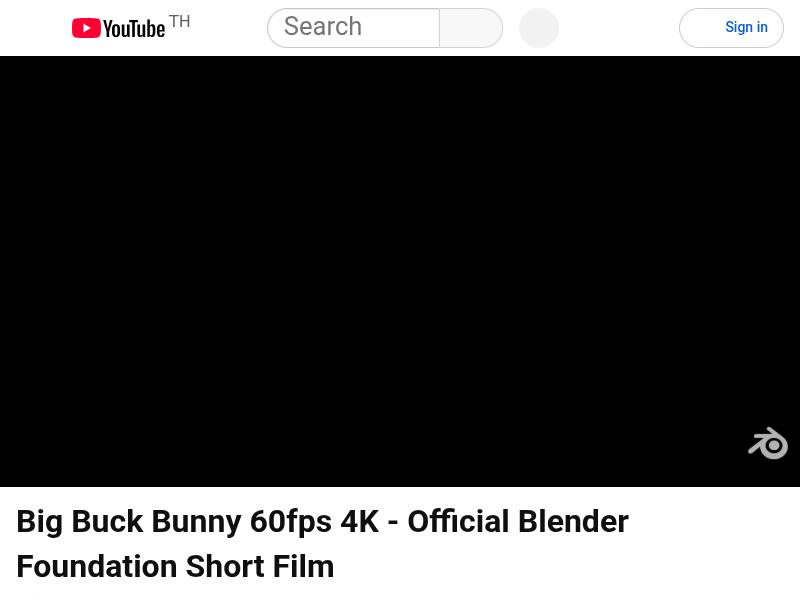 YouTube TH
Search
Sign in
Big Buck Bunny 60fps 4K - Official Blender
Foundation Short Film